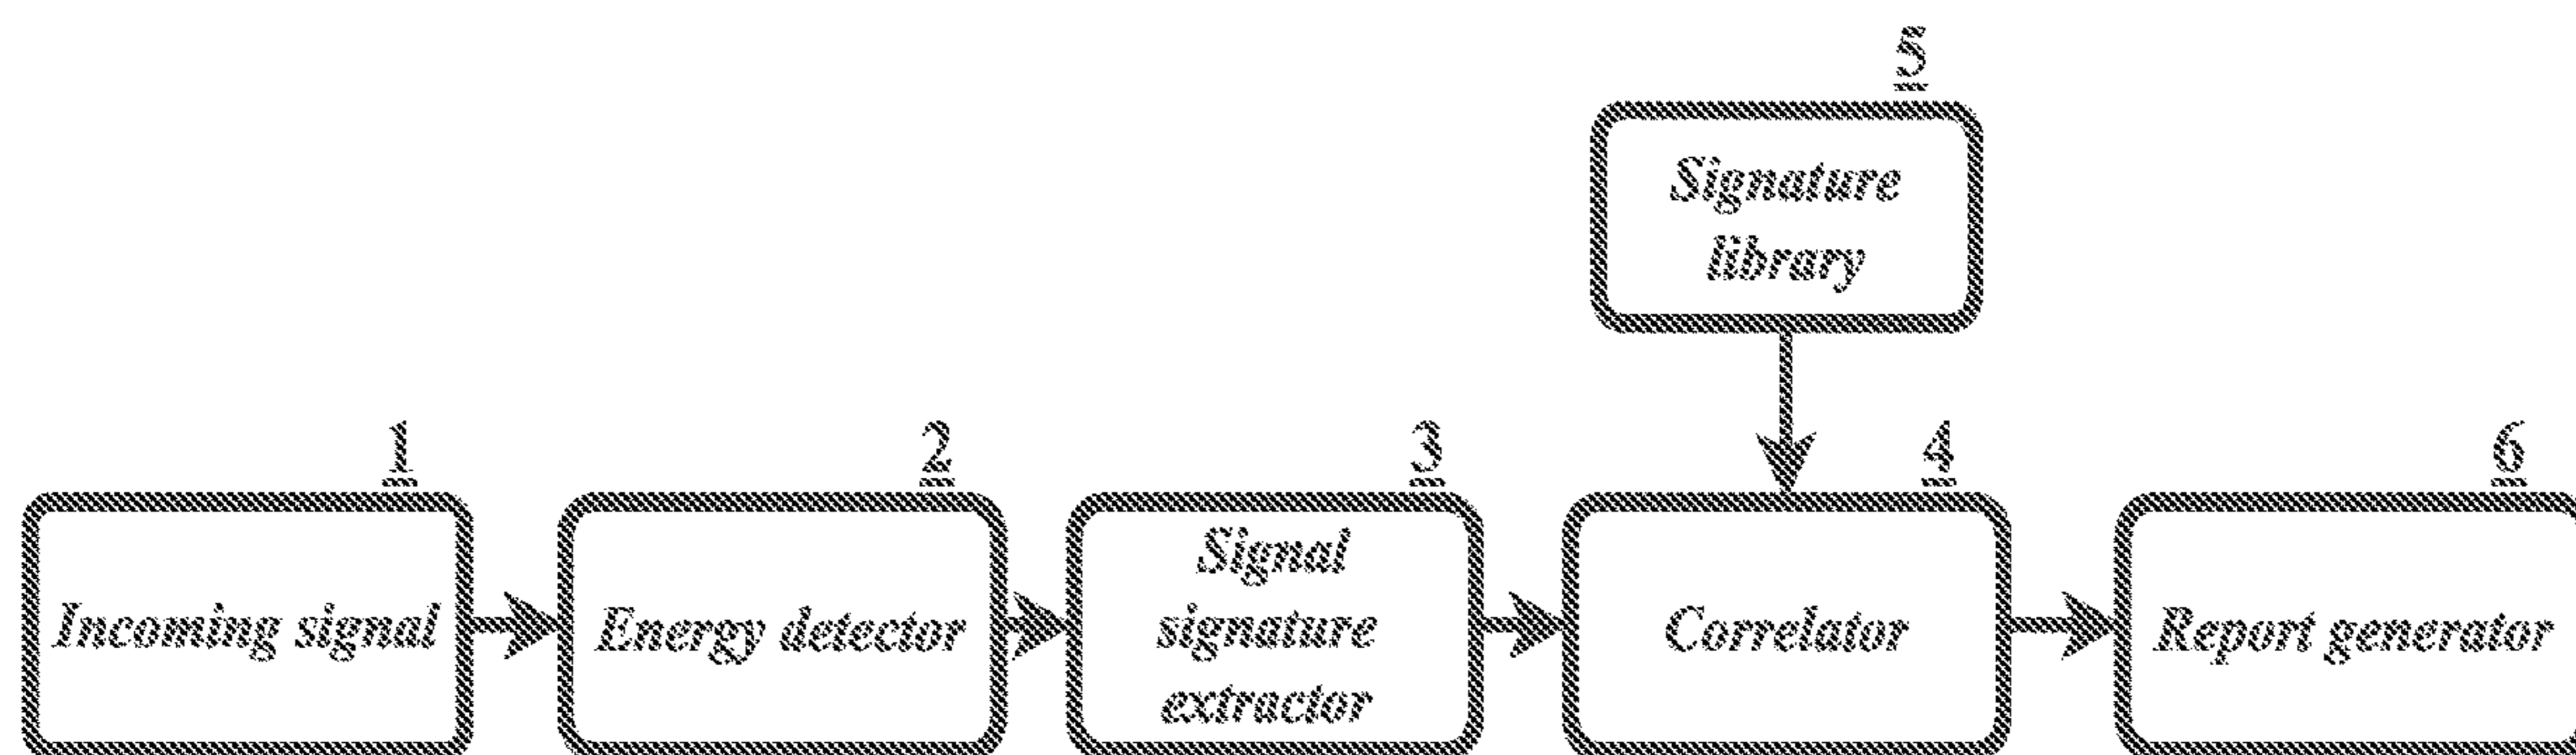 5
Signature
library
1
Incoming signal
2
Energy detector
3
Signal
signature
extractor
4
Correlator
6
Report generator